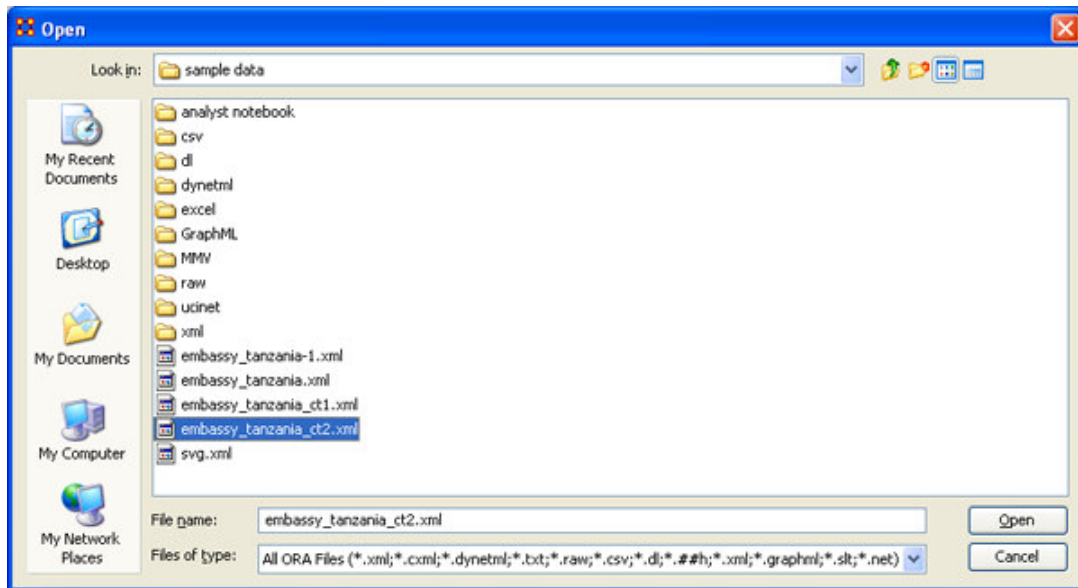 Open
Look in: sample data
My Recent Documents
Desktop
My Documents
My Computer
My Network Places
analyst notebook
csv
dl
dynetml
excel
GraphML
MMV
raw
ucinet
xml
embassy_tanzania-1.xml
embassy_tanzania.xml
embassy_tanzania_ct1.xml
embassy_tanzania_ct2.xml
svg.xml
File name: embassy_tanzania_ct2.xml
Open
Files of type: All ORA Files (*.xml;*.cxml;*.dynetml;*.txt;*.raw;*.csv;*.dl;*.##h;*.xml;*.graphml;*.slt;*.net)
Cancel